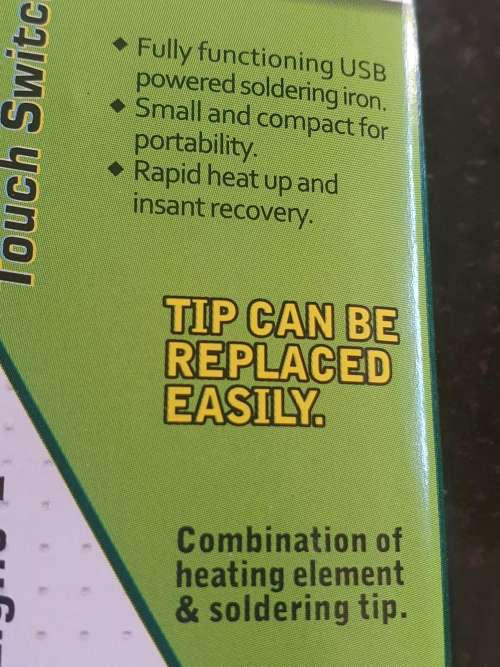 Touch Switc
◆ Fully functioning USB
powered soldering iron.
◆ Small and compact for
portability.
◆ Rapid heat up and
insant recovery.
TIP CAN BE
REPLACED
EASILY.
Combination of
heating element
& soldering tip.